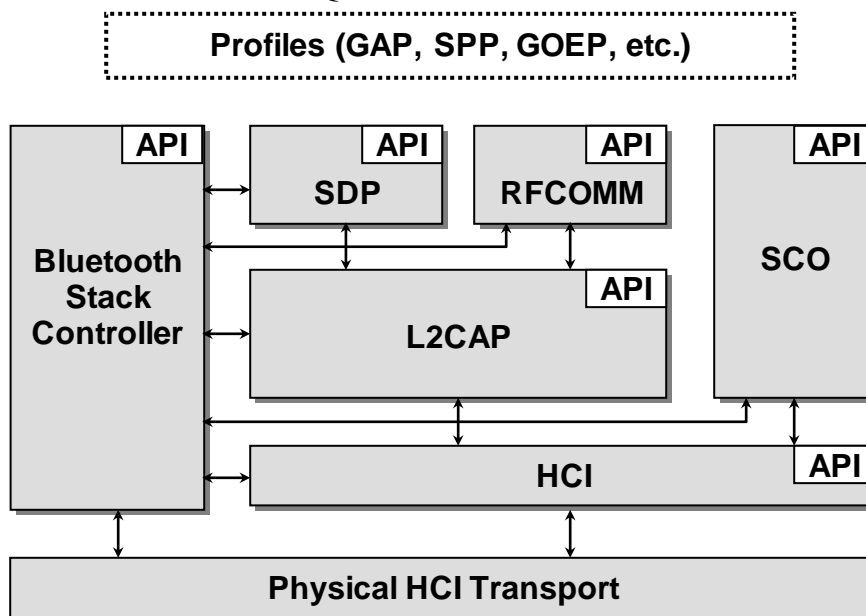 Profiles (GAP, SPP, GOEP, etc.)
API
API
API
API
SDP
RFCOMM
Bluetooth
Stack
Controller
SCO
API
L2CAP
API
HCI
Physical HCI Transport